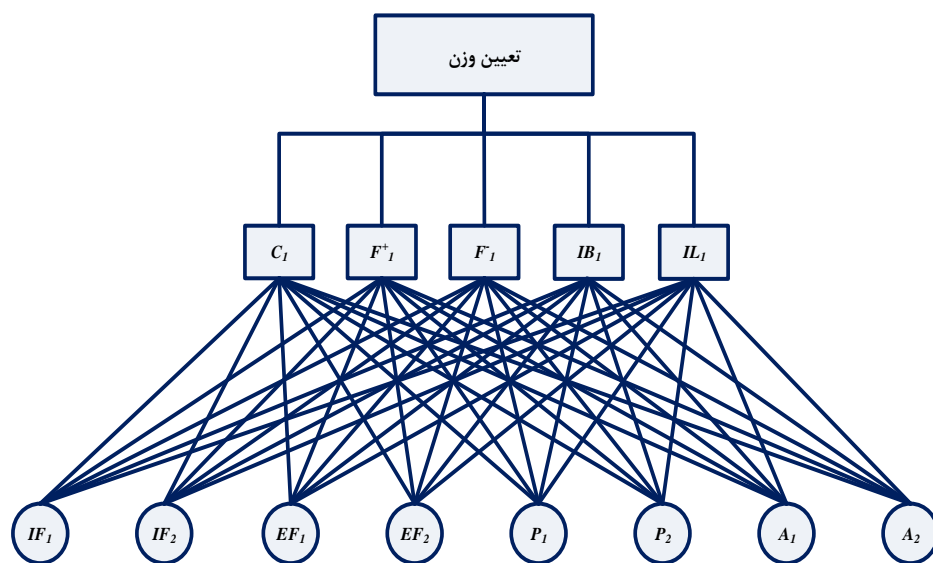 تعیین وزن
C₁ F⁺₁ F⁻₁ IB₁ IL₁
IF₁ IF₂ EF₁ EF₂ P₁ P₂ A₁ A₂